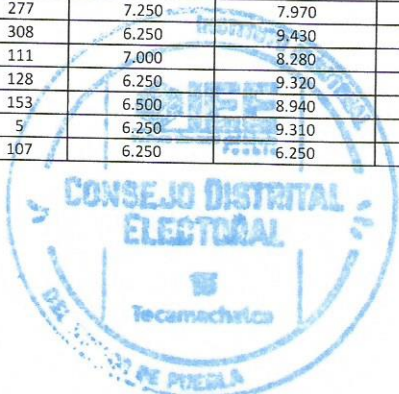 277 7.250 7.970
308 6.250 9.430
111 7.000 8.280
128 6.250 9.320
153 6.500 8.940
5 6.250 9.310
107 6.250 6.250
IEE
CONSEJO DISTRITAL
ELECTORAL
Tecamachalco
DEL DE PUEBLA